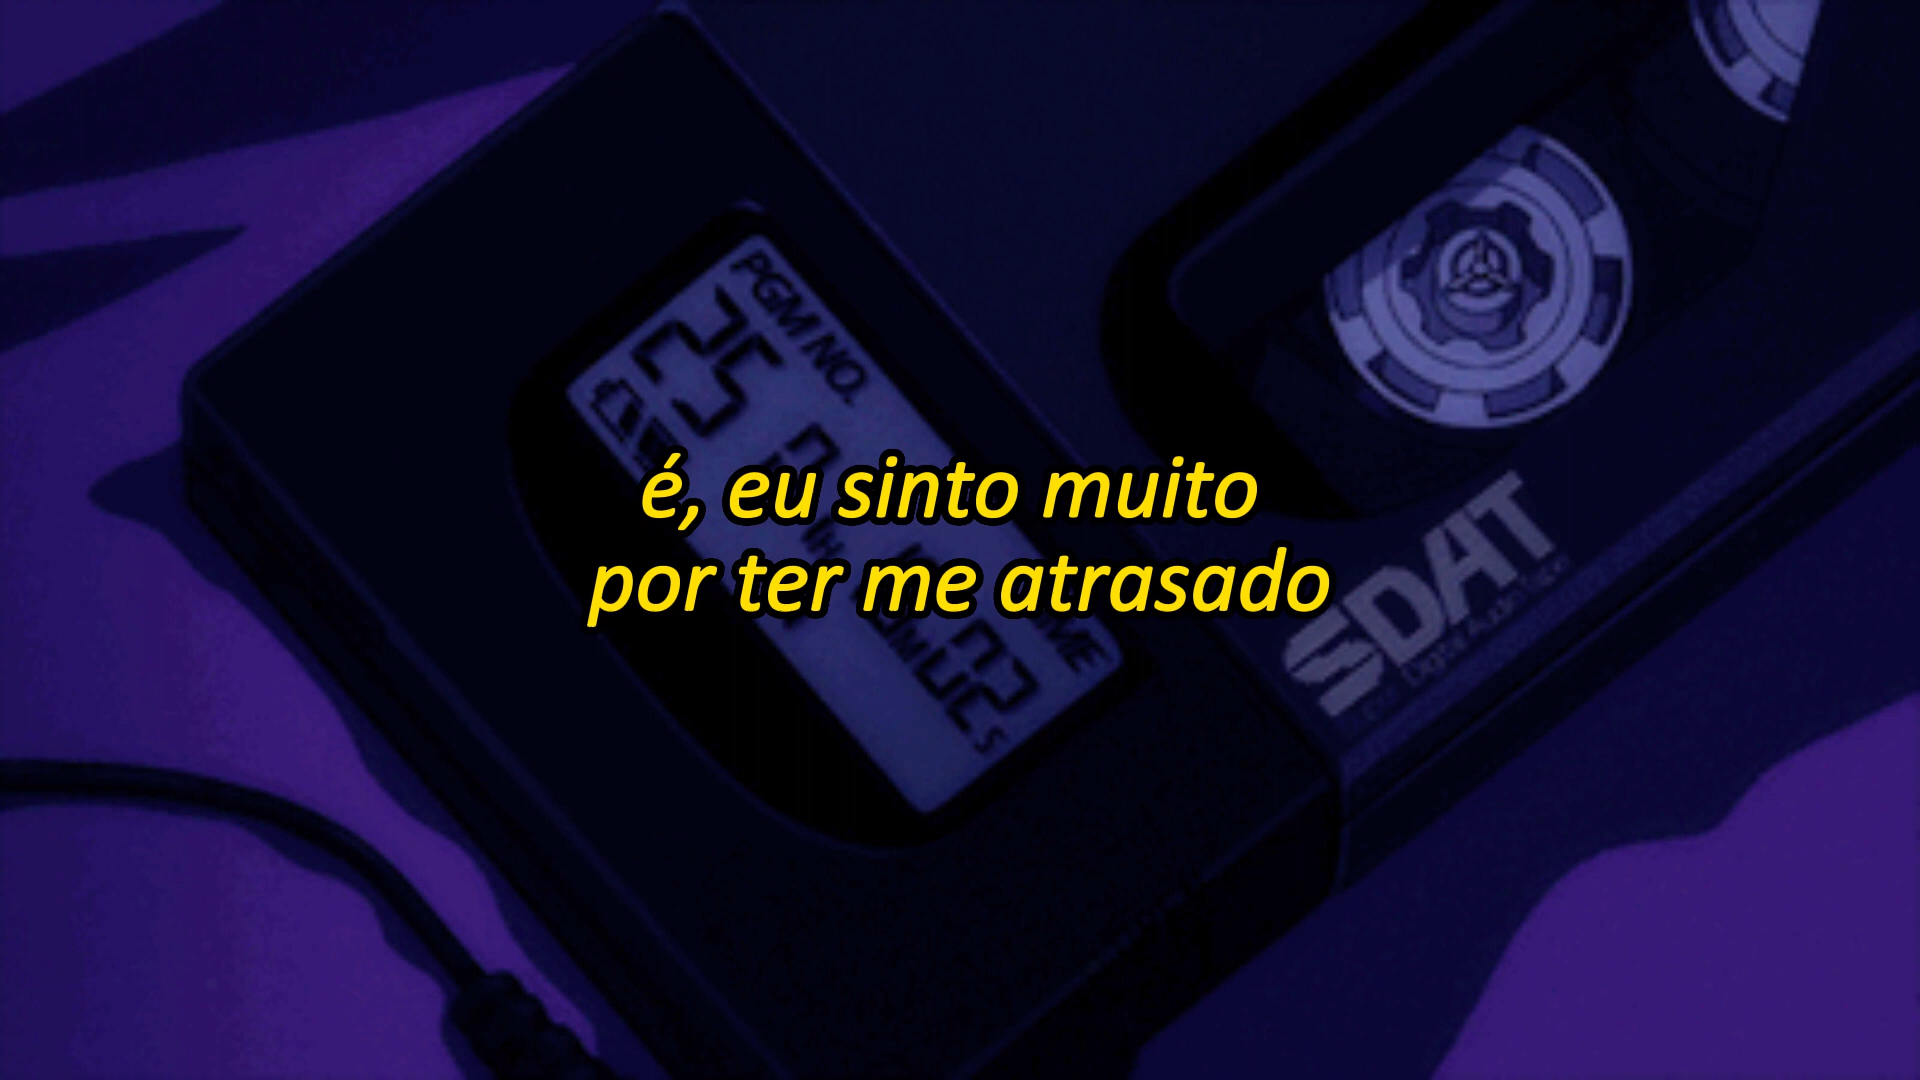 PGM NO.
25
é, eu sinto muito
por ter me atrasado
SDAT
S